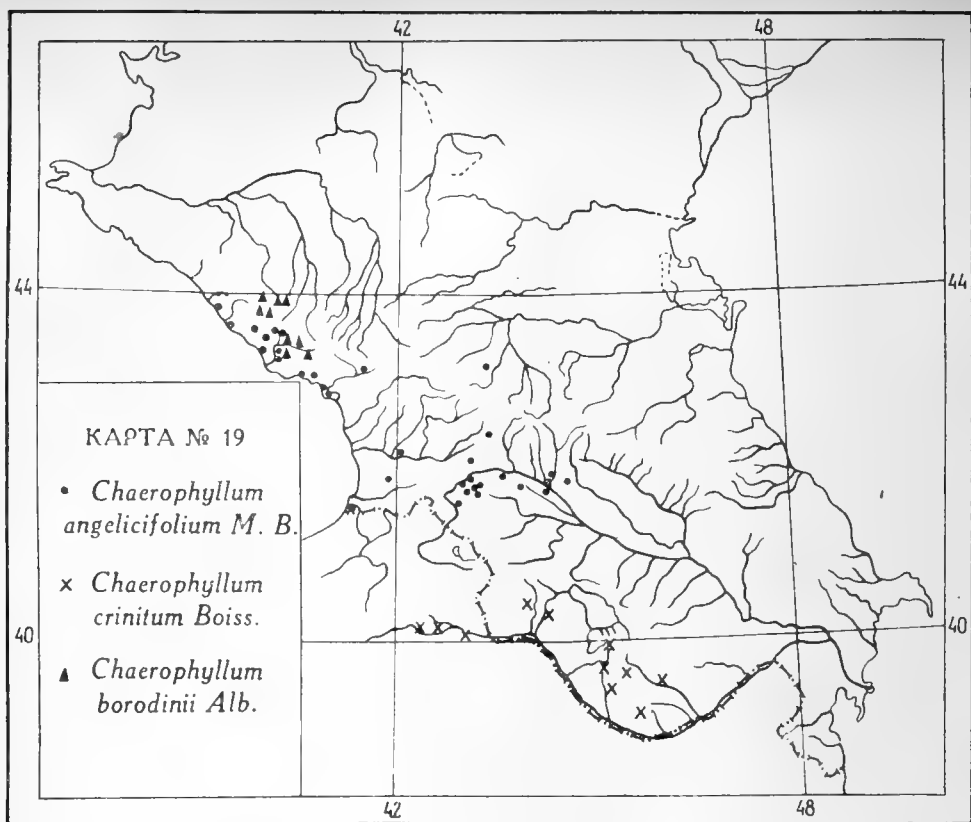 42 48
44 44
КАРТА № 19
• Chaerophyllum
angelicifolium M. B.
× Chaerophyllum
crinitum Boiss.
▲ Chaerophyllum
borodinii Alb.
40 40
42 48